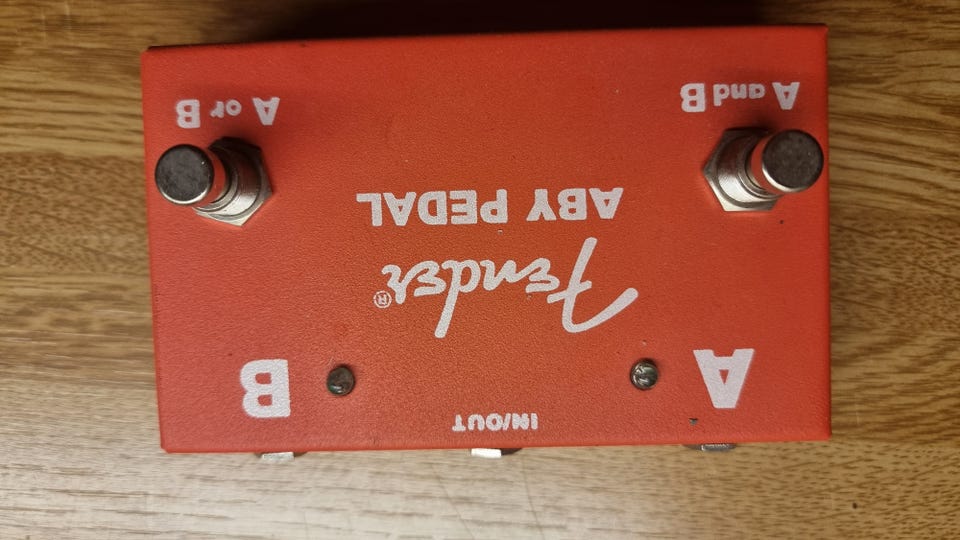 A IN/OUT B
Fender®
ABY PEDAL
A and B A or B